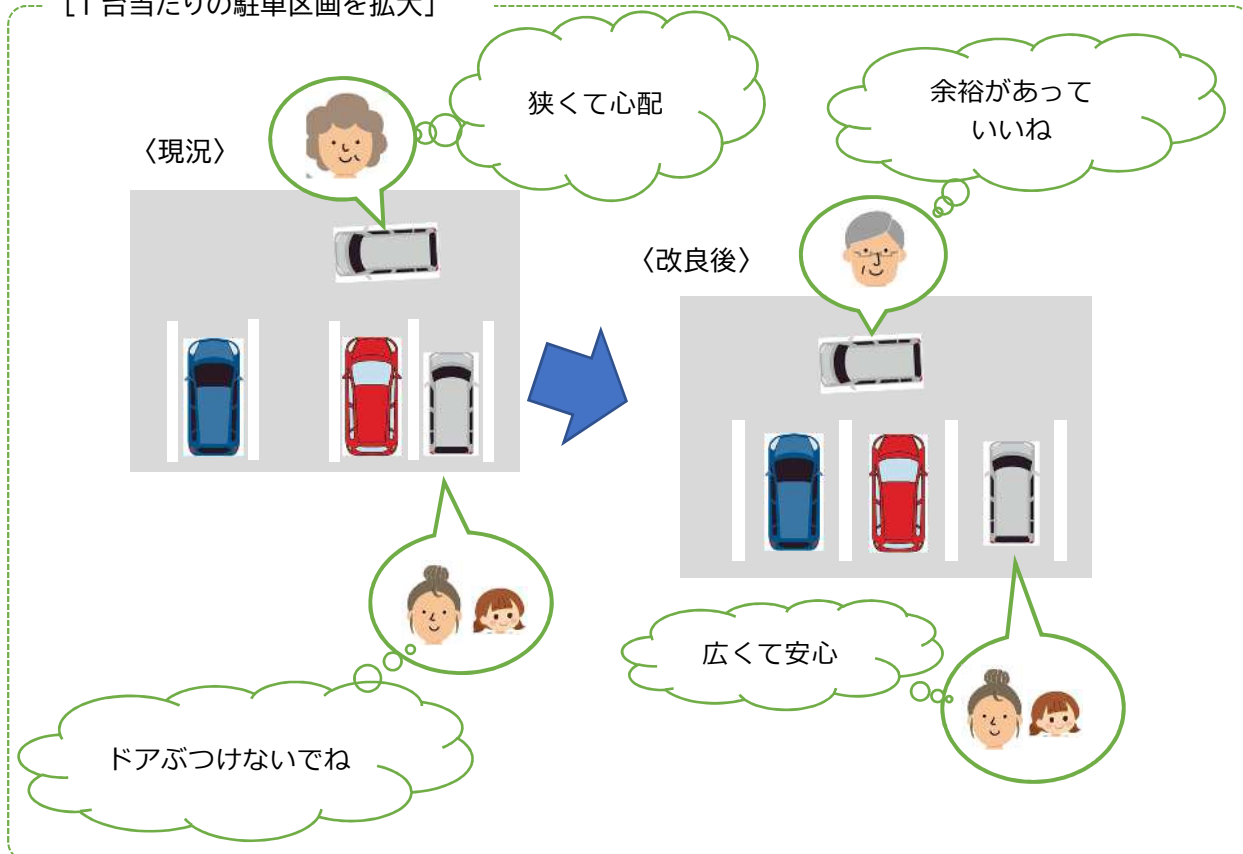 ［１台当たりの駐車区画を拡大］
狭くて心配
余裕があって
いいね
〈現況〉
〈改良後〉
広くて安心
ドアぶつけないでね